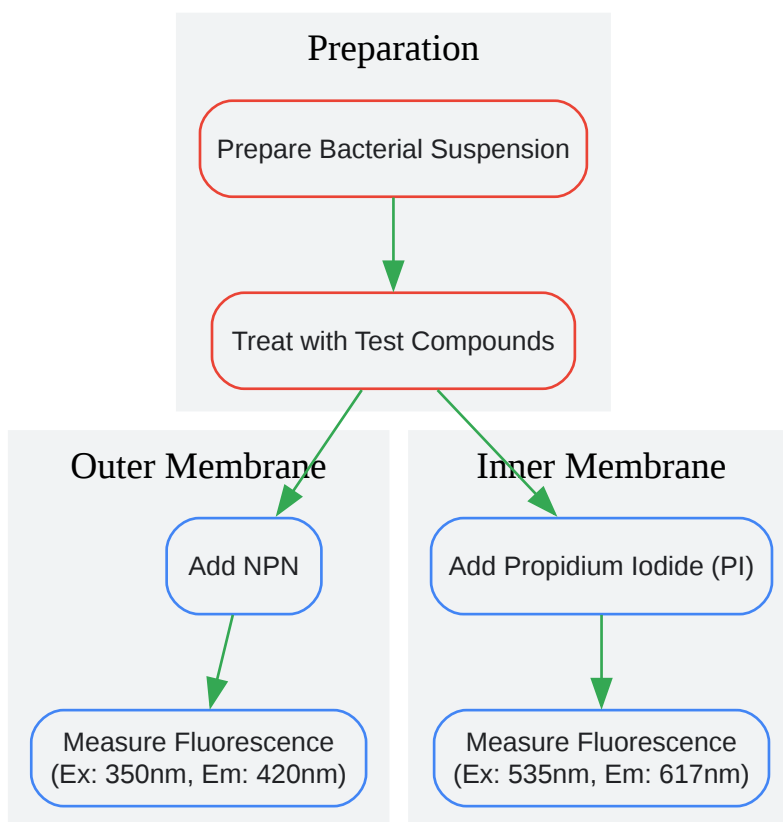 Preparation
Prepare Bacterial Suspension
Treat with Test Compounds
Outer Membrane
Add NPN
Measure Fluorescence
(Ex: 350nm, Em: 420nm)
Inner Membrane
Add Propidium Iodide (PI)
Measure Fluorescence
(Ex: 535nm, Em: 617nm)